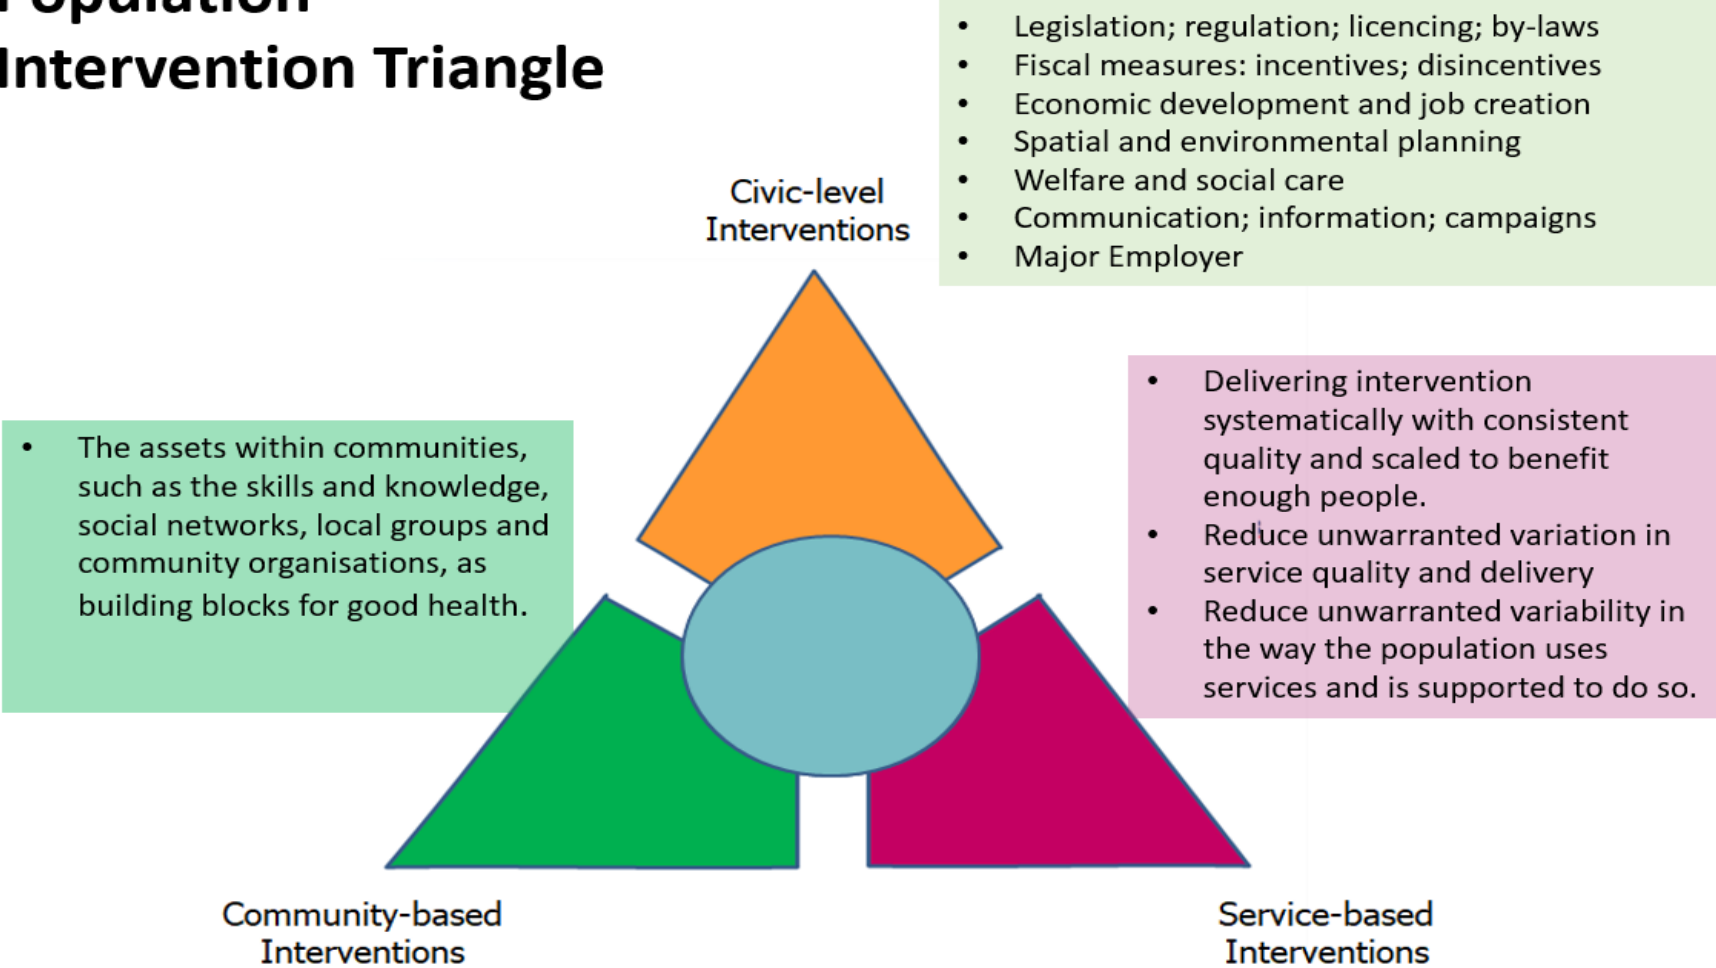 Population
Intervention Triangle
• Legislation; regulation; licencing; by-laws
• Fiscal measures: incentives; disincentives
• Economic development and job creation
• Spatial and environmental planning
• Welfare and social care
• Communication; information; campaigns
• Major Employer
Civic-level
Interventions
• The assets within communities,
such as the skills and knowledge,
social networks, local groups and
community organisations, as
building blocks for good health.
• Delivering intervention
systematically with consistent
quality and scaled to benefit
enough people.
• Reduce unwarranted variation in
service quality and delivery
• Reduce unwarranted variability in
the way the population uses
services and is supported to do so.
Community-based
Interventions
Service-based
Interventions